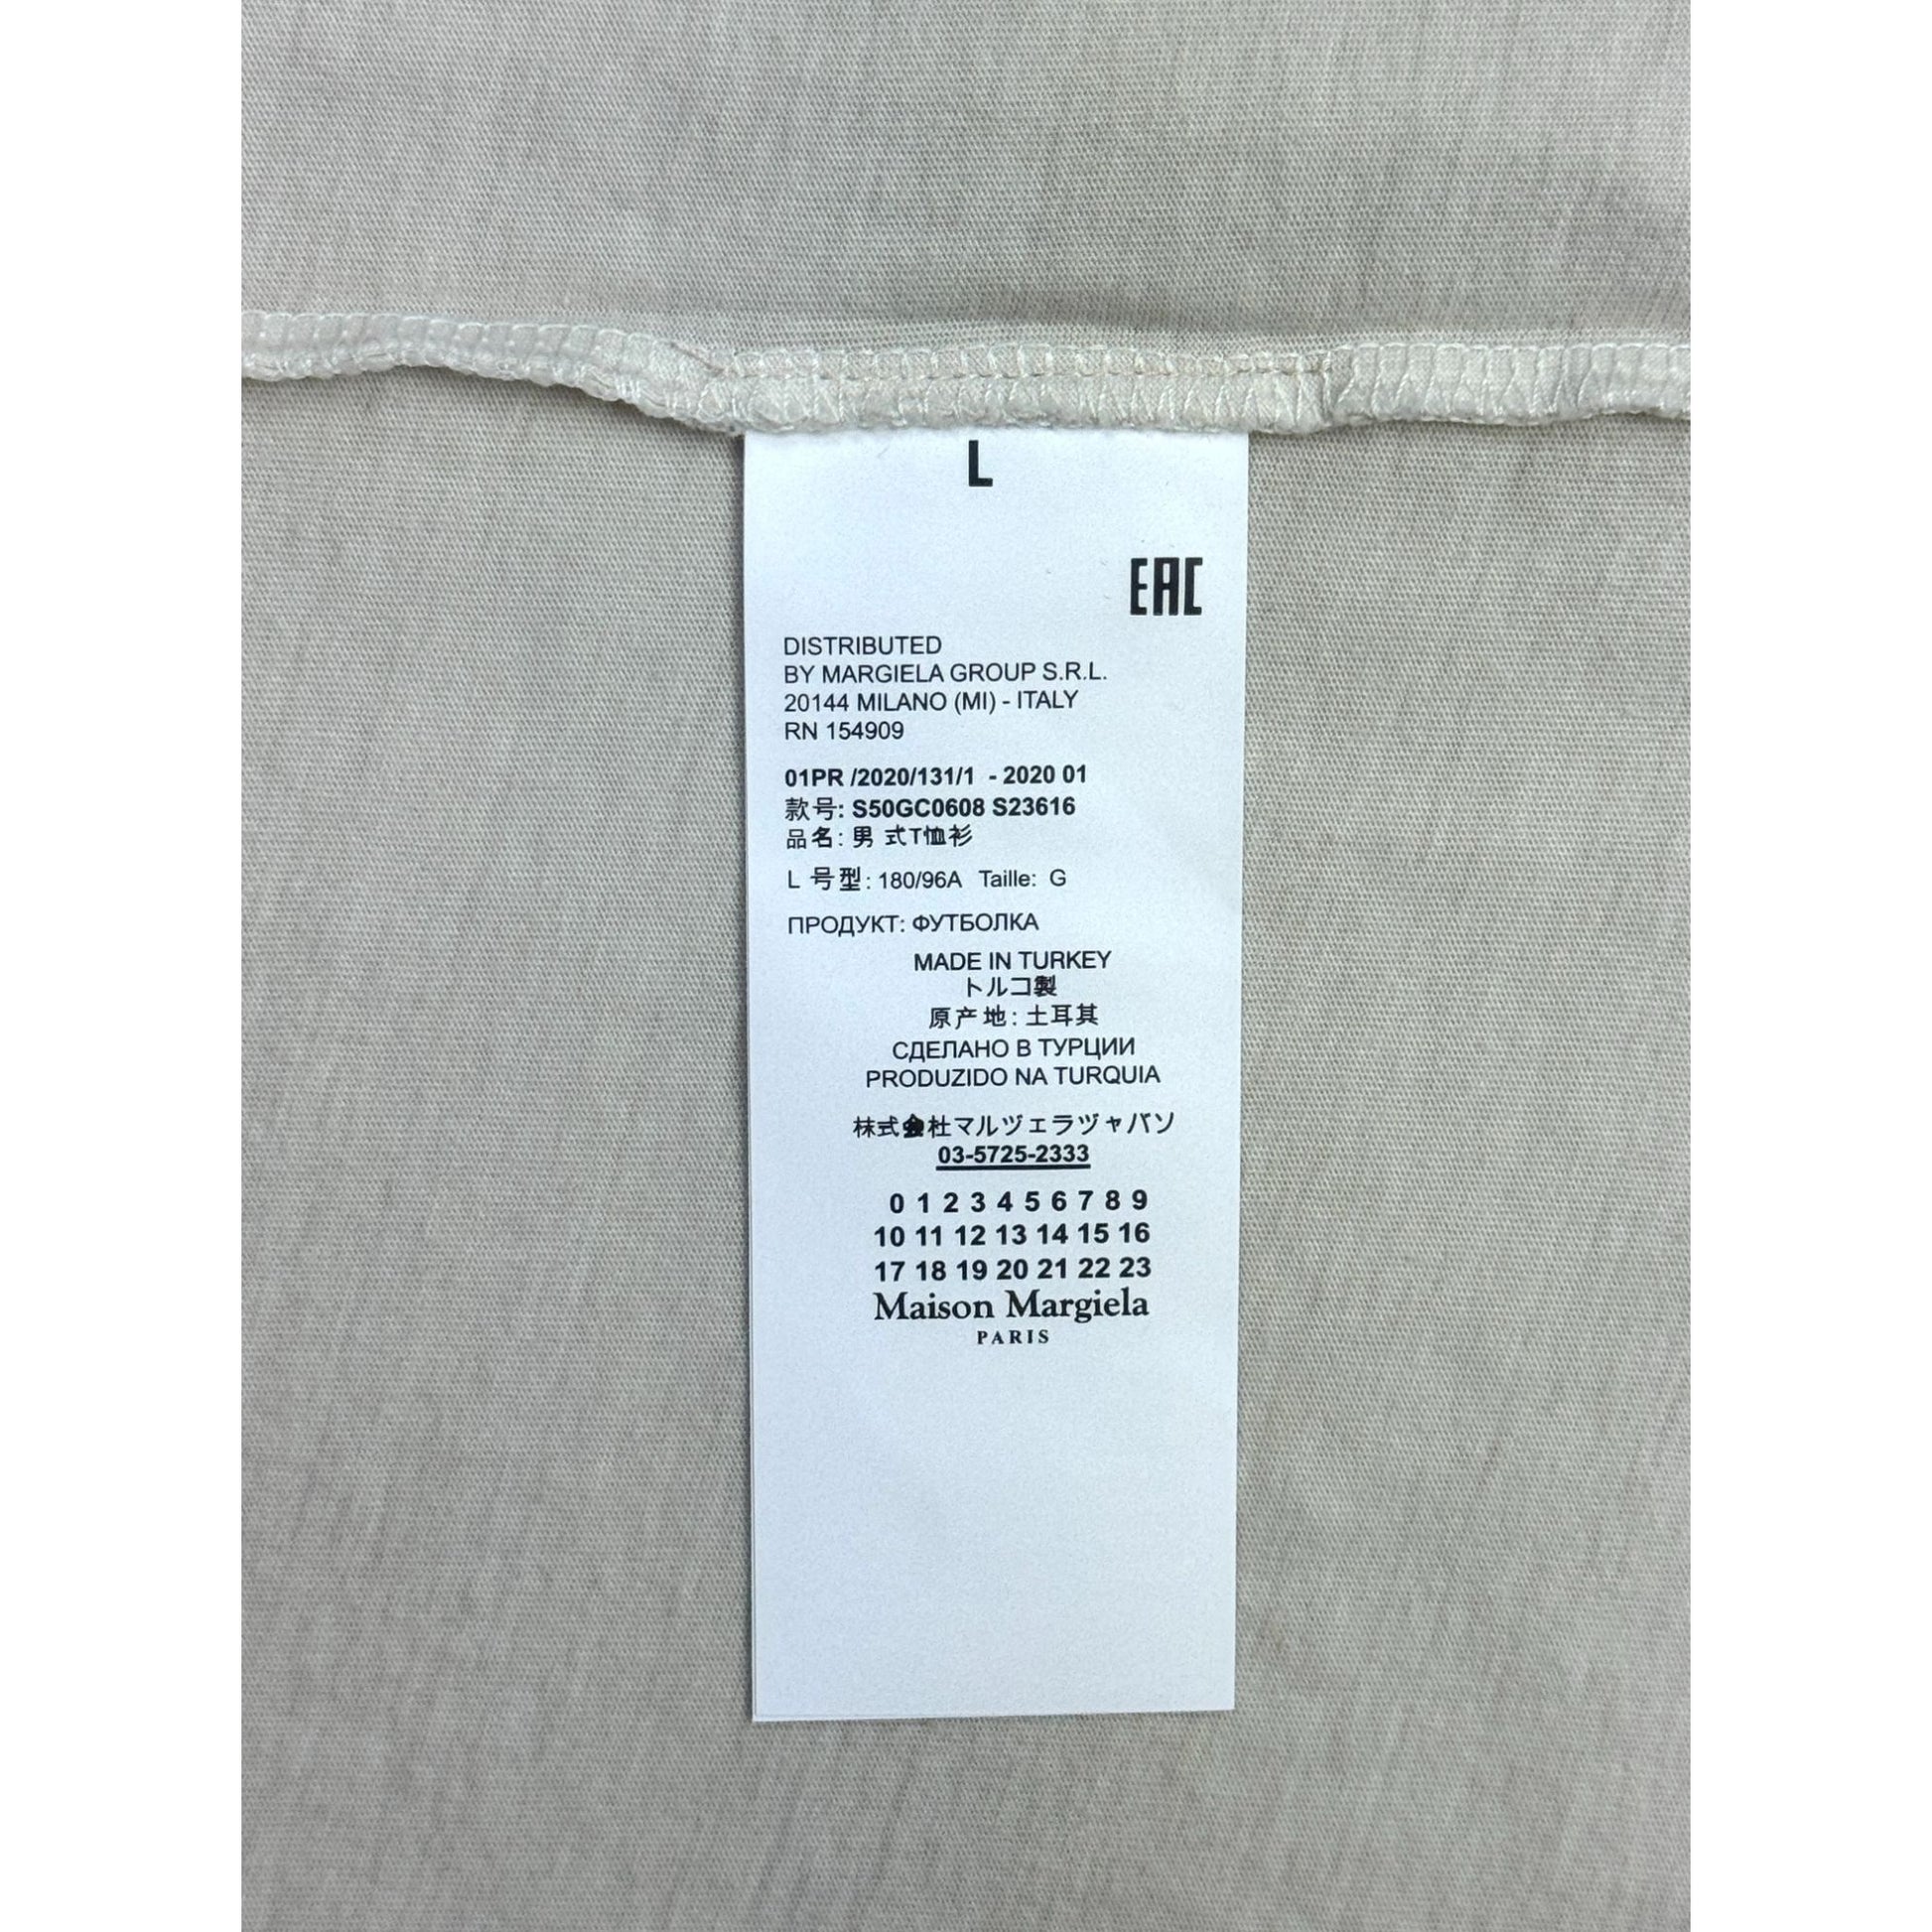 L
EAC
DISTRIBUTED
BY MARGIELA GROUP S.R.L.
20144 MILANO (MI) - ITALY
RN 154909
01PR /2020/131/1 - 2020 01
款号: S50GC0608 S23616
品名: 男 式T恤衫
L 号型: 180/96A Taille: G
ПРОДУКТ: ФУТБОЛКА
MADE IN TURKEY
トルコ製
原产地: 土耳其
СДЕЛАНО В ТУРЦИИ
PRODUZIDO NA TURQUIA
株式会社マルヅェラヅャバソ
03-5725-2333
0 1 2 3 4 5 6 7 8 9
10 11 12 13 14 15 16
17 18 19 20 21 22 23
Maison Margiela
PARIS